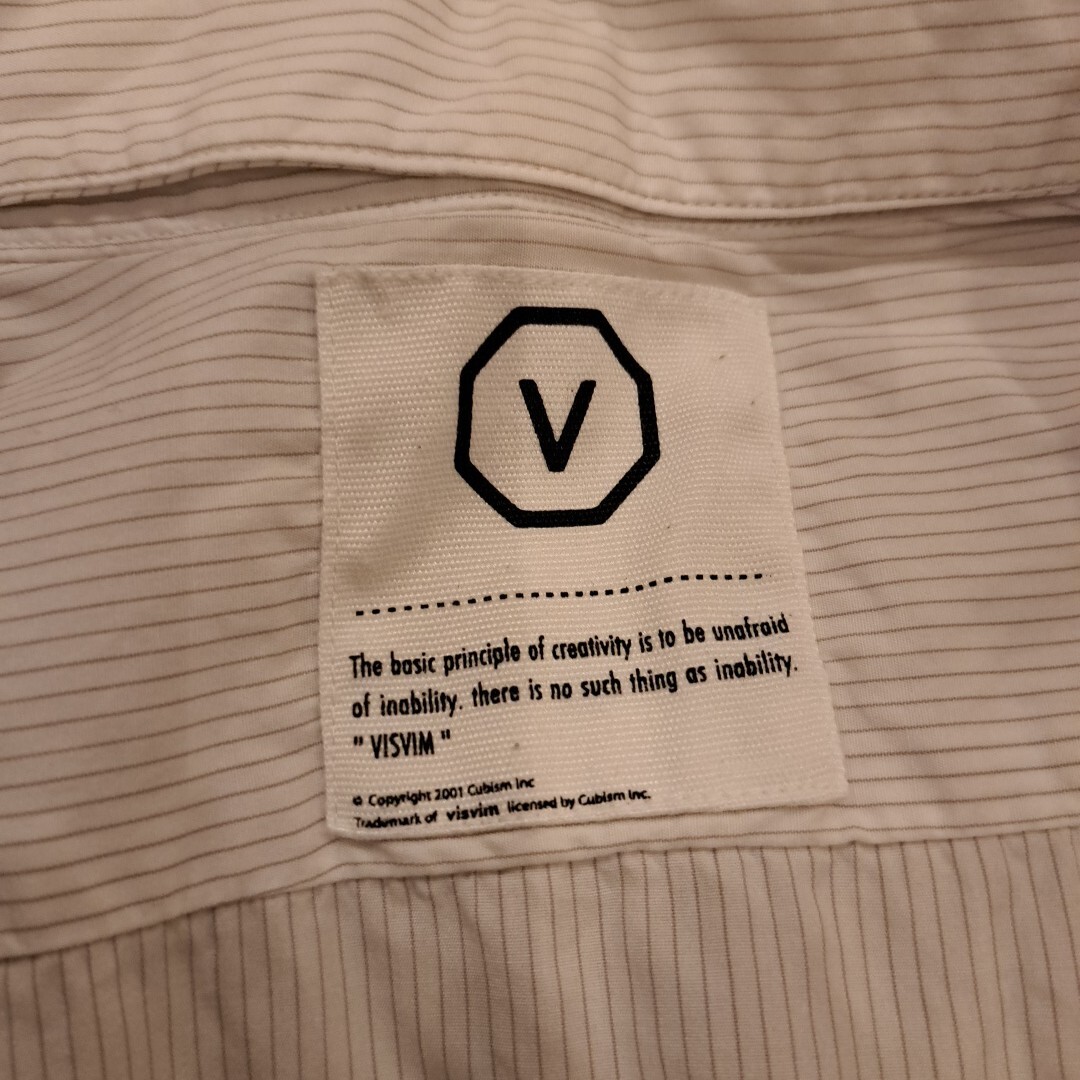 V
The basic principle of creativity is to be unafraid
of inability. there is no such thing as inability.
" VISVIM "
© Copyright 2001 Cubism Inc
Trademark of visvim licensed by Cubism Inc.